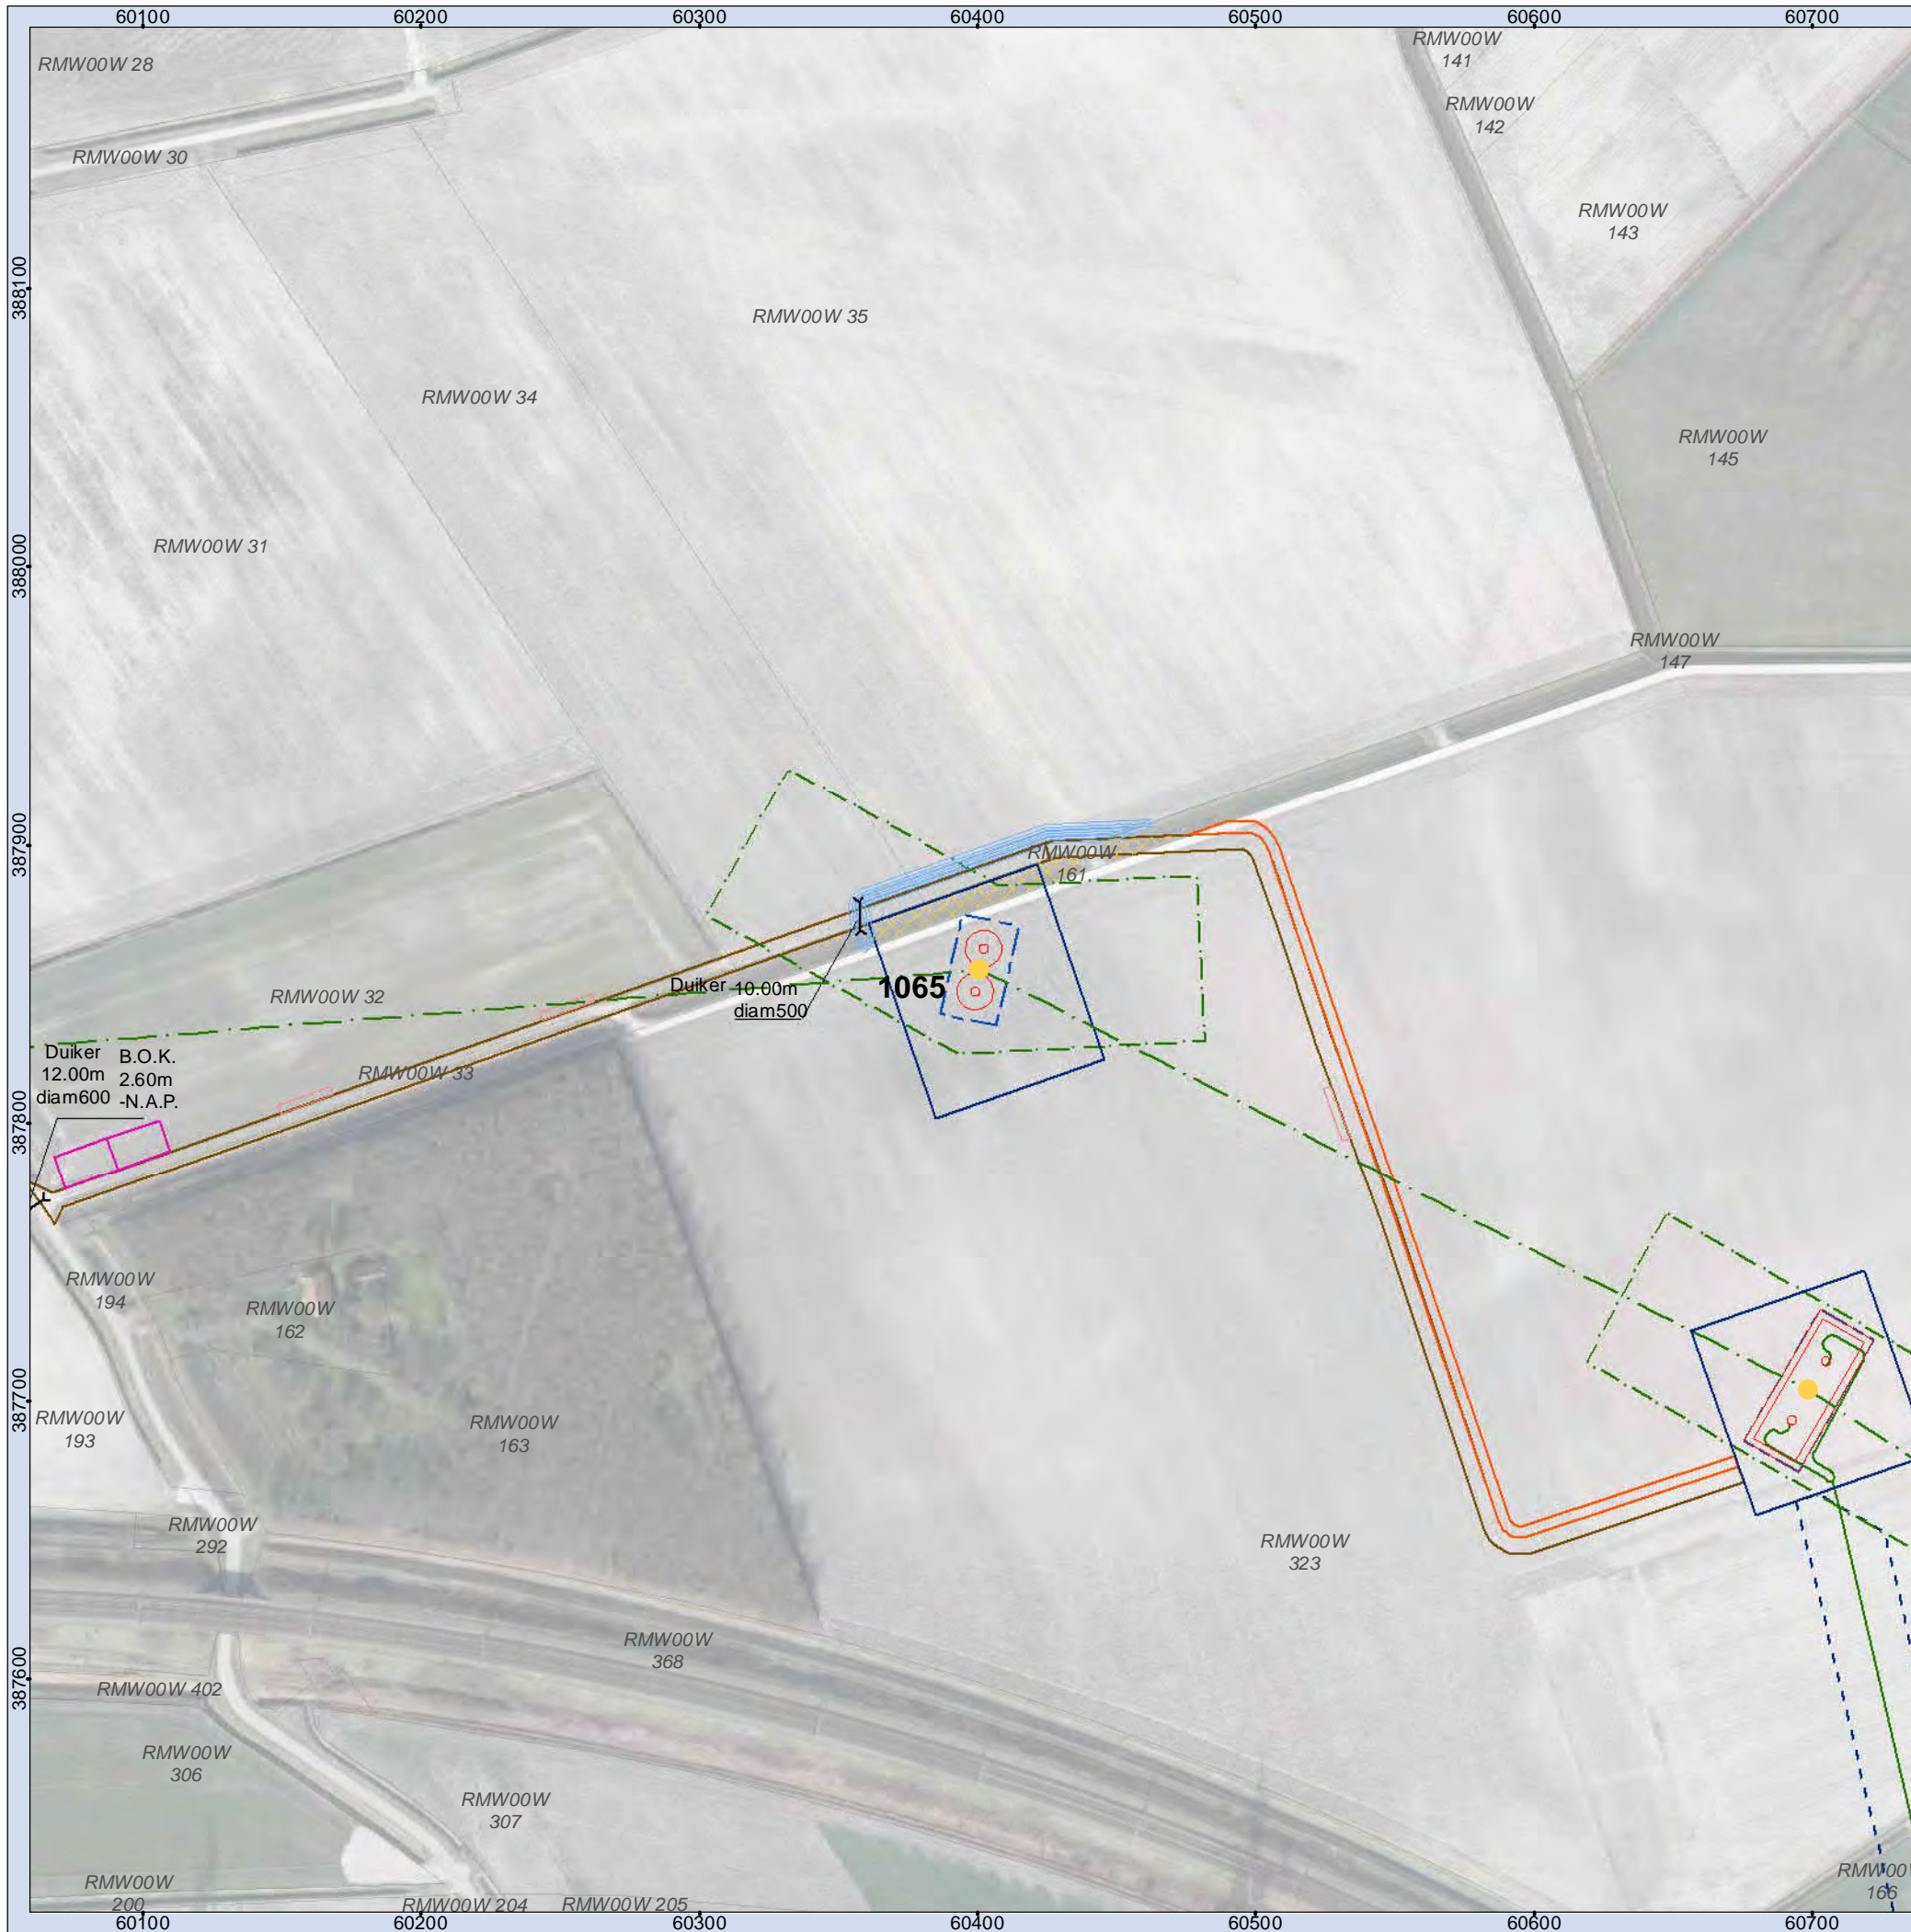 60100 60200 60300 60400 60500 60600 60700
RMW00W 28
RMW00W
141
RMW00W
142
RMW00W 30
RMW00W
143
388100
RMW00W 35
RMW00W 34
RMW00W
145
RMW00W 31
388000
RMW00W
147
387900
RMW00W
161
RMW00W 32
Duiker 10.00m
diam500
1065
Duiker
12.00m
diam600
B.O.K.
2.60m
-N.A.P.
RMW00W 33
387800
RMW00W
194
RMW00W
162
387700
RMW00W
193
RMW00W
163
RMW00W
292
RMW00W
323
RMW00W
368
387600
RMW00W 402
RMW00W
306
RMW00W
307
RMW00W
200
RMW00W 204
RMW00W 205
RMW00W
166
60100 60200 60300 60400 60500 60600 60700